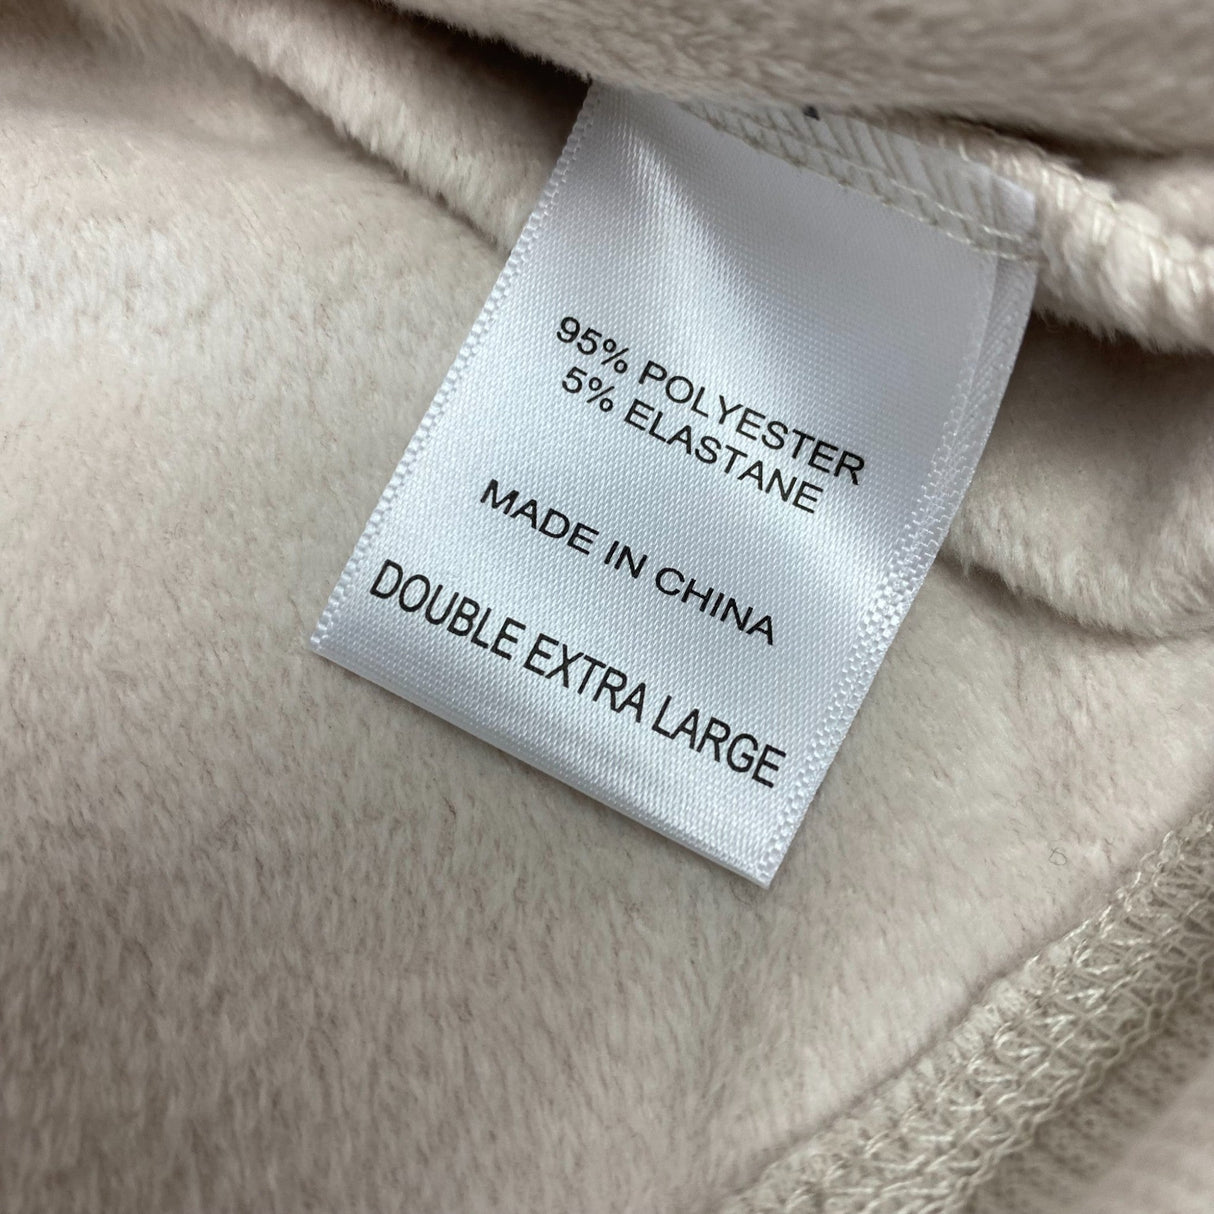 95% POLYESTER
5% ELASTANE
MADE IN CHINA
DOUBLE EXTRA LARGE